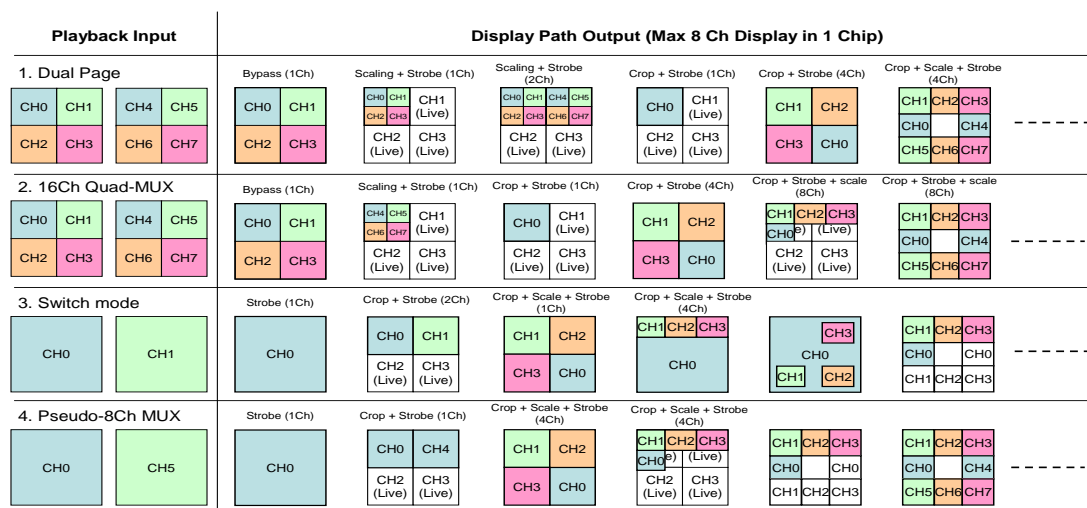 Playback Input
Display Path Output (Max 8 Ch Display in 1 Chip)
1. Dual Page
CH0 CH1 CH4 CH5
CH2 CH3 CH6 CH7
Bypass (1Ch)
CH0 CH1
CH2 CH3
Scaling + Strobe (1Ch)
CH0 CH1 CH1
(Live)
CH2 CH3
CH2 CH3
(Live) (Live)
Scaling + Strobe
(2Ch)
CH0 CH1 CH4 CH5
CH2 CH3 CH6 CH7
CH2 CH3
(Live) (Live)
Crop + Strobe (1Ch)
CH0 CH1
(Live)
CH2 CH3
(Live) (Live)
Crop + Strobe (4Ch)
CH1 CH2
CH3 CH0
Crop + Scale + Strobe
(4Ch)
CH1 CH2 CH3
CH0 CH4
CH5 CH6 CH7
2. 16Ch Quad-MUX
CH0 CH1 CH4 CH5
CH2 CH3 CH6 CH7
Bypass (1Ch)
CH0 CH1
CH2 CH3
Scaling + Strobe (1Ch)
CH4 CH5 CH1
(Live)
CH6 CH7
CH2 CH3
(Live) (Live)
Crop + Strobe (1Ch)
CH0 CH1
(Live)
CH2 CH3
(Live) (Live)
Crop + Strobe (4Ch)
CH1 CH2
CH3 CH0
Crop + Strobe + scale
(8Ch)
CH1 CH2 CH3
CH0 e) (Live)
CH2 CH3
(Live) (Live)
Crop + Strobe + scale
(8Ch)
CH1 CH2 CH3
CH0 CH4
CH5 CH6 CH7
3. Switch mode
CH0 CH1
Strobe (1Ch)
CH0
Crop + Strobe (2Ch)
CH0 CH1
CH2 CH3
(Live) (Live)
Crop + Scale + Strobe
(1Ch)
CH1 CH2
CH3 CH0
Crop + Scale + Strobe
(4Ch)
CH1 CH2 CH3
CH0
CH3
CH0
CH1 CH2
CH1 CH2 CH3
CH0 CH0
CH1 CH2 CH3
4. Pseudo-8Ch MUX
CH0 CH5
Strobe (1Ch)
CH0
Crop + Strobe (1Ch)
CH0 CH4
CH2 CH3
(Live) (Live)
Crop + Scale + Strobe
(4Ch)
CH1 CH2
CH3 CH0
Crop + Scale + Strobe
(4Ch)
CH1 CH2 CH3
CH0 e) (Live)
CH2 CH3
(Live) (Live)
CH1 CH2 CH3
CH0 CH0
CH1 CH2 CH3
CH1 CH2 CH3
CH0 CH4
CH5 CH6 CH7